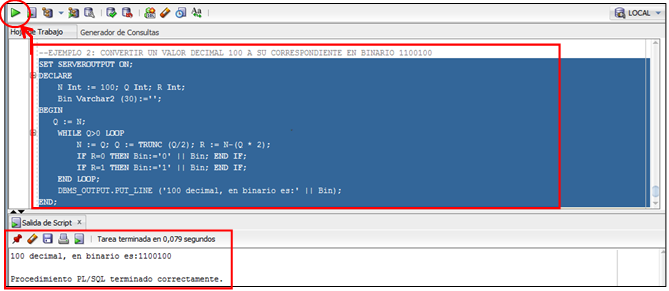 LOCAL
Hoja de Trabajo Generador de Consultas
--EJEMPLO 2: CONVERTIR UN VALOR DECIMAL 100 A SU CORRESPONDIENTE EN BINARIO 1100100
SET SERVEROUTPUT ON;
DECLARE
N Int := 100; Q Int; R Int;
Bin Varchar2 (30):='';
BEGIN
Q := N;
WHILE Q>0 LOOP
N := Q; Q := TRUNC (Q/2); R := N-(Q * 2);
IF R=0 THEN Bin:='0' || Bin; END IF;
IF R=1 THEN Bin:='1' || Bin; END IF;
END LOOP;
DBMS_OUTPUT.PUT_LINE ('100 decimal, en binario es:' || Bin);
END;
Salida de Script x
Tarea terminada en 0,079 segundos
100 decimal, en binario es:1100100
Procedimiento PL/SQL terminado correctamente.